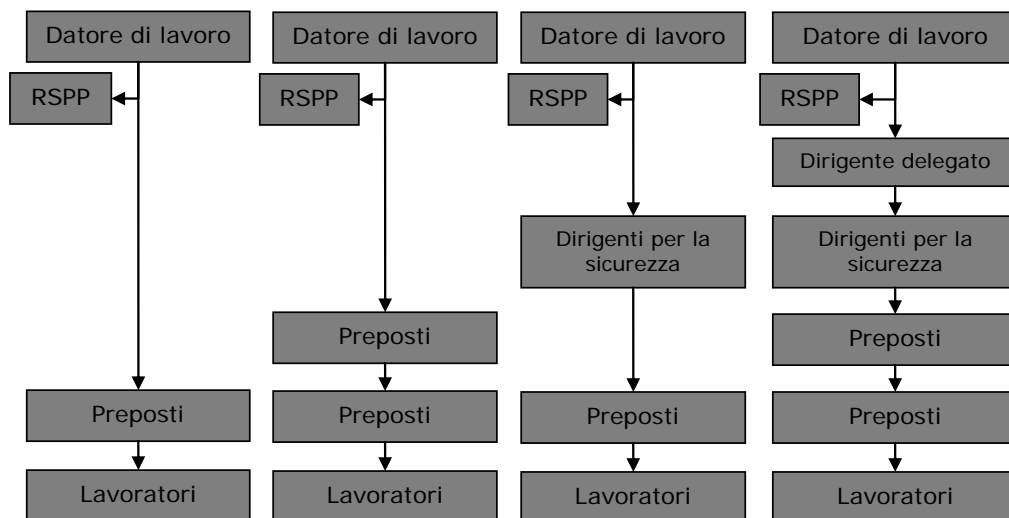 Datore di lavoro
RSPP
Preposti
Lavoratori
Datore di lavoro
RSPP
Preposti
Preposti
Lavoratori
Datore di lavoro
RSPP
Dirigenti per la
sicurezza
Preposti
Lavoratori
Datore di lavoro
RSPP
Dirigente delegato
Dirigenti per la
sicurezza
Preposti
Preposti
Lavoratori